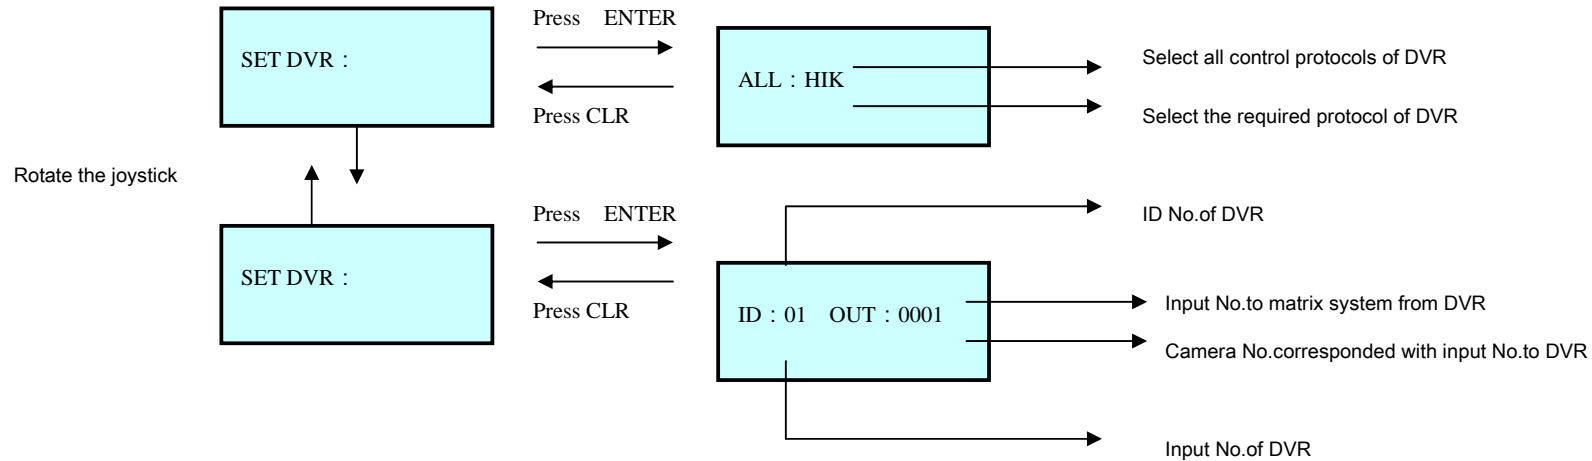 Press ENTER
SET DVR：
Press CLR
ALL：HIK
Select all control protocols of DVR
Select the required protocol of DVR
Rotate the joystick
Press ENTER
SET DVR：
Press CLR
ID No.of DVR
ID：01 OUT：0001
Input No.to matrix system from DVR
Camera No.corresponded with input No.to DVR
Input No.of DVR